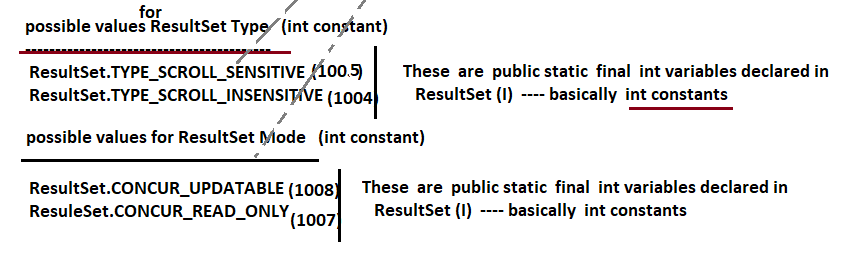 for
possible values ResultSet Type (int constant)
---------------------------------------
ResultSet.TYPE_SCROLL_SENSITIVE (1005) These are public static final int variables declared in
ResultSet.TYPE_SCROLL_INSENSITIVE (1004) ResultSet (I) ---- basically int constants
possible values for ResultSet Mode (int constant)
ResultSet.CONCUR_UPDATABLE (1008) These are public static final int variables declared in
ResuleSet.CONCUR_READ_ONLY (1007) ResultSet (I) ---- basically int constants